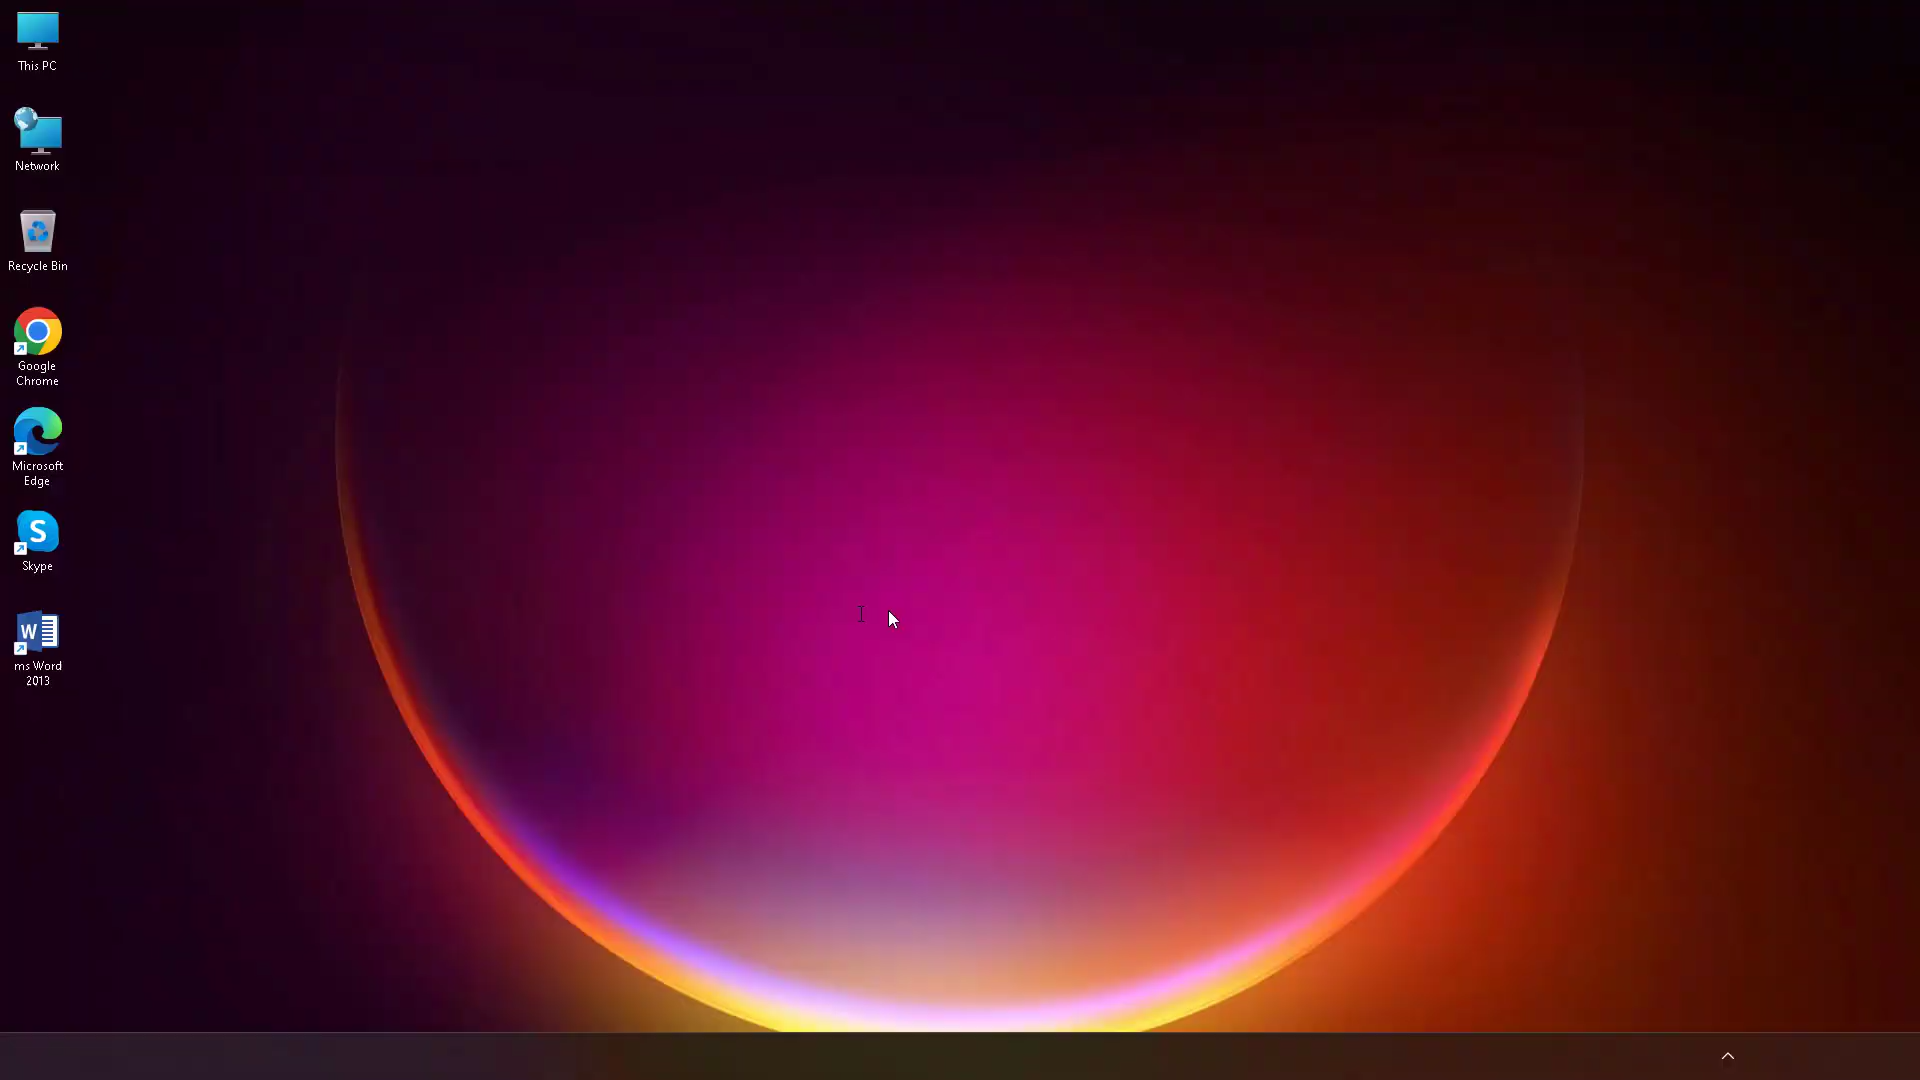 This PC
Network
Recycle Bin
Google
Chrome
Microsoft
Edge
S
Skype
W
ms Word
2013